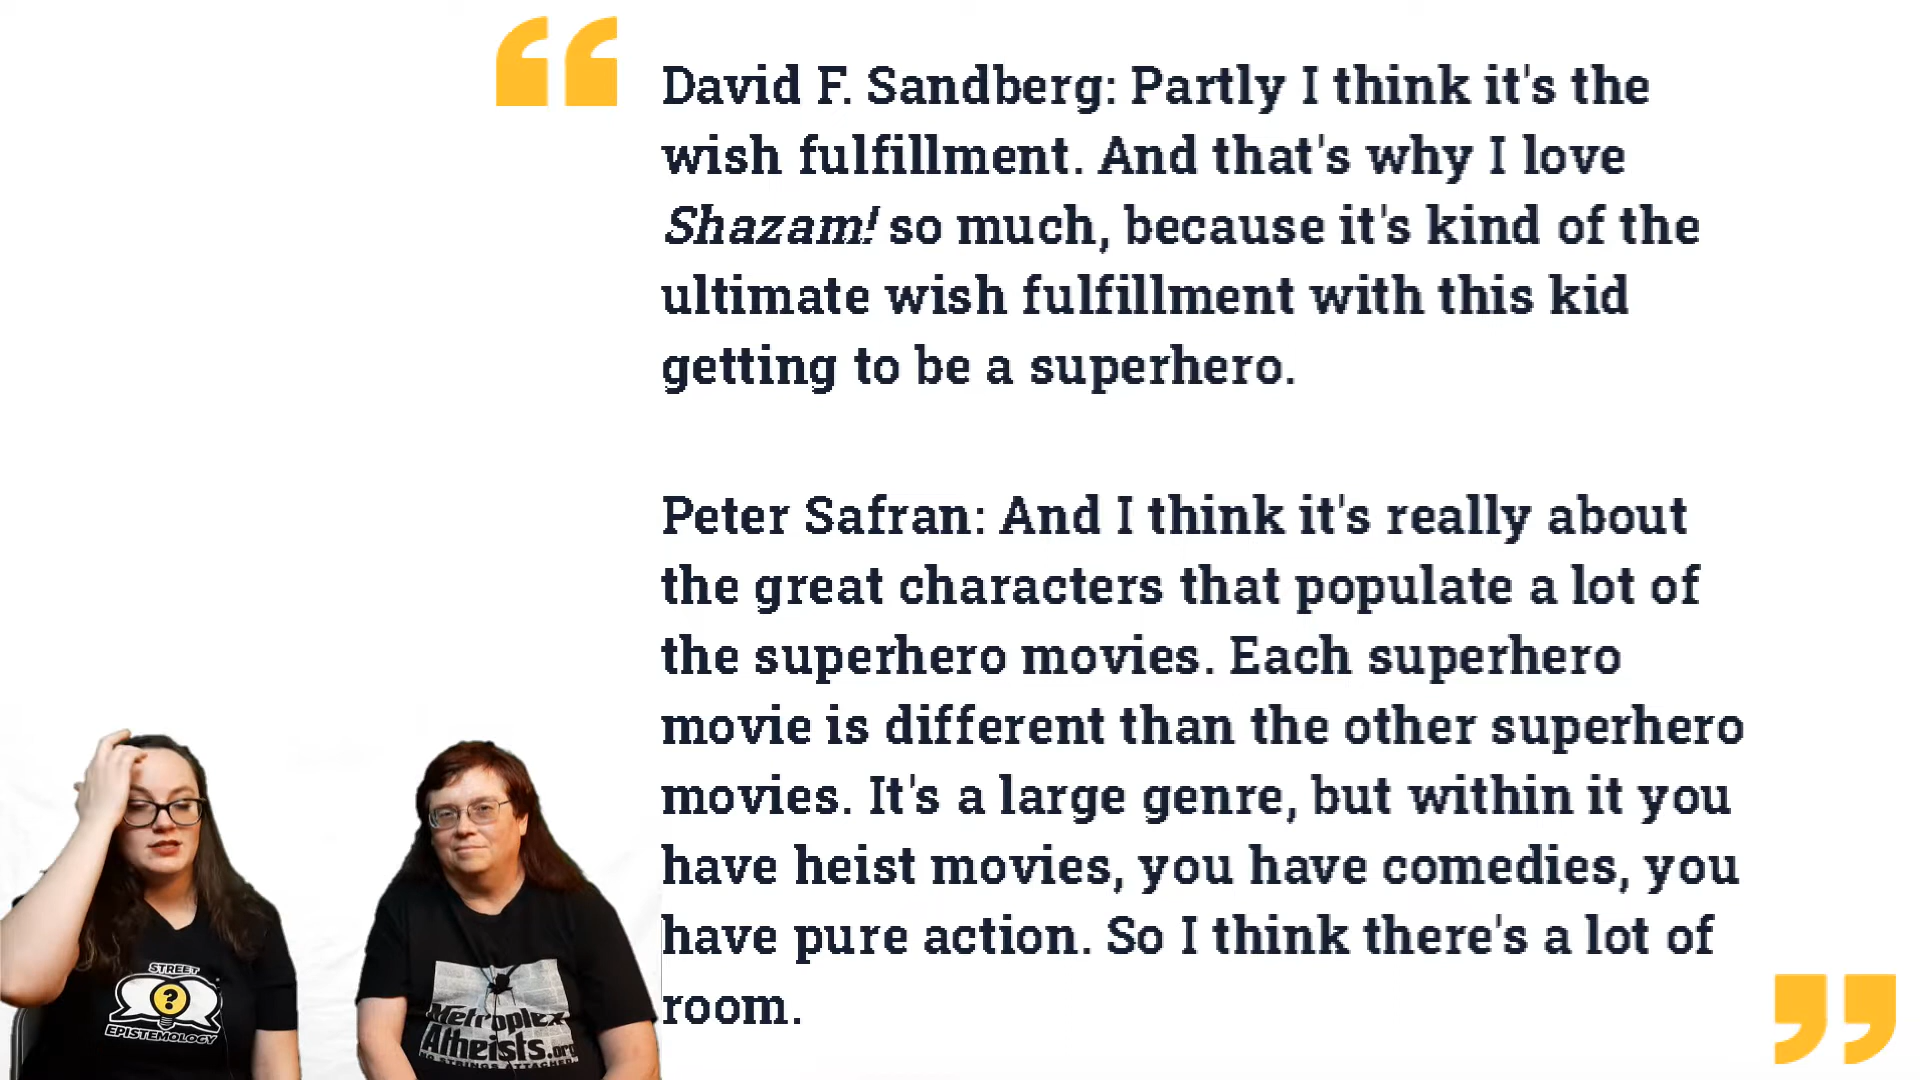 “
David F. Sandberg: Partly I think it's the
wish fulfillment. And that's why I love
Shazam! so much, because it's kind of the
ultimate wish fulfillment with this kid
getting to be a superhero.
Peter Safran: And I think it's really about
the great characters that populate a lot of
the superhero movies. Each superhero
movie is different than the other superhero
movies. It's a large genre, but within it you
have heist movies, you have comedies, you
have pure action. So I think there's a lot of
room.
”
STREET
?
EPISTEMOLOGY
Metroplex
Atheists.org
NO STRINGS ATTACHED